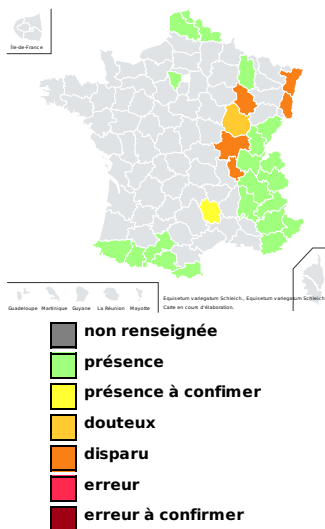 Île-de-France
Guadeloupe Martinique Guyane La Réunion Mayotte
Equisetum variegatum Schleich., Equisetum variegatum Schleich
Carte en cours d'élaboration.
non renseignée
présence
présence à confimer
douteux
disparu
erreur
erreur à confirmer